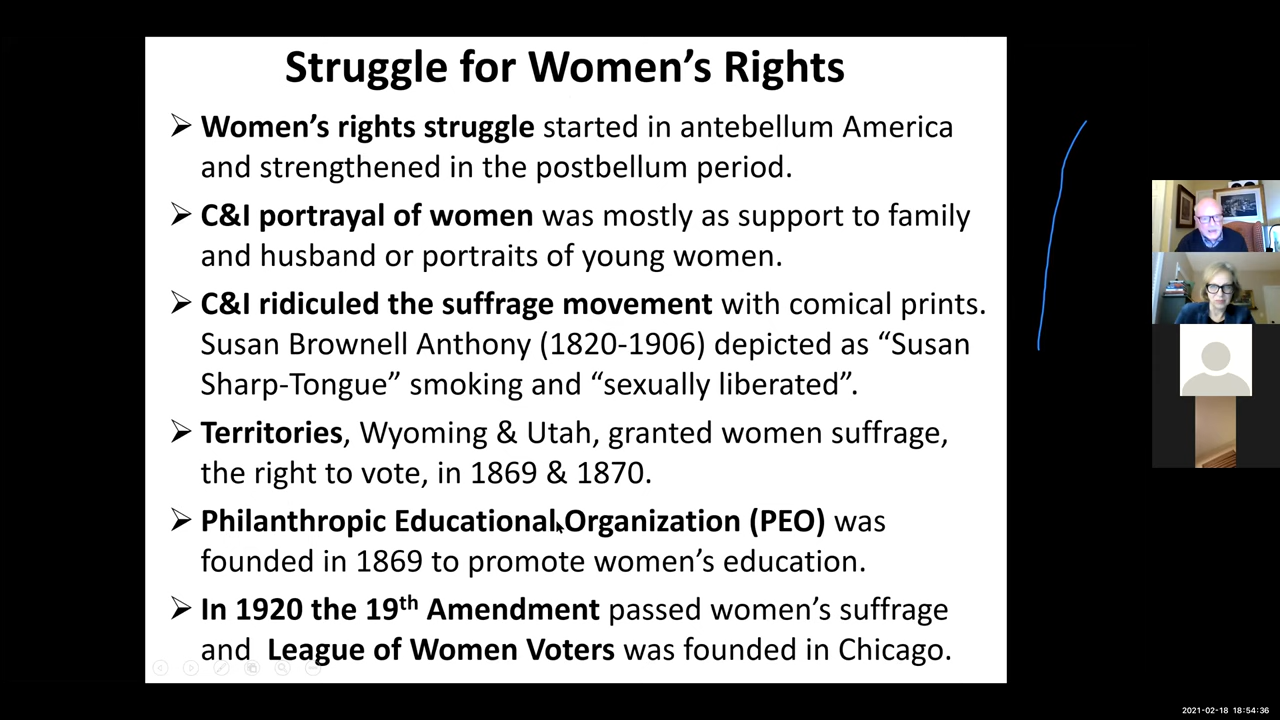 Struggle for Women’s Rights
➢ Women’s rights struggle started in antebellum America
and strengthened in the postbellum period.
➢ C&I portrayal of women was mostly as support to family
and husband or portraits of young women.
➢ C&I ridiculed the suffrage movement with comical prints.
Susan Brownell Anthony (1820-1906) depicted as “Susan
Sharp-Tongue” smoking and “sexually liberated”.
➢ Territories, Wyoming & Utah, granted women suffrage,
the right to vote, in 1869 & 1870.
➢ Philanthropic Educational Organization (PEO) was
founded in 1869 to promote women’s education.
➢ In 1920 the 19th Amendment passed women’s suffrage
and League of Women Voters was founded in Chicago.
2021-02-18 18:54:36